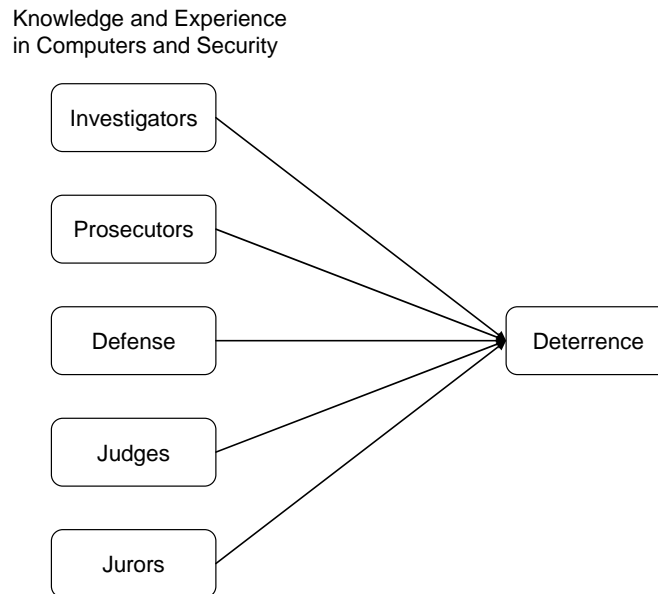 Knowledge and Experience
in Computers and Security
Investigators
Prosecutors
Defense
Deterrence
Judges
Jurors